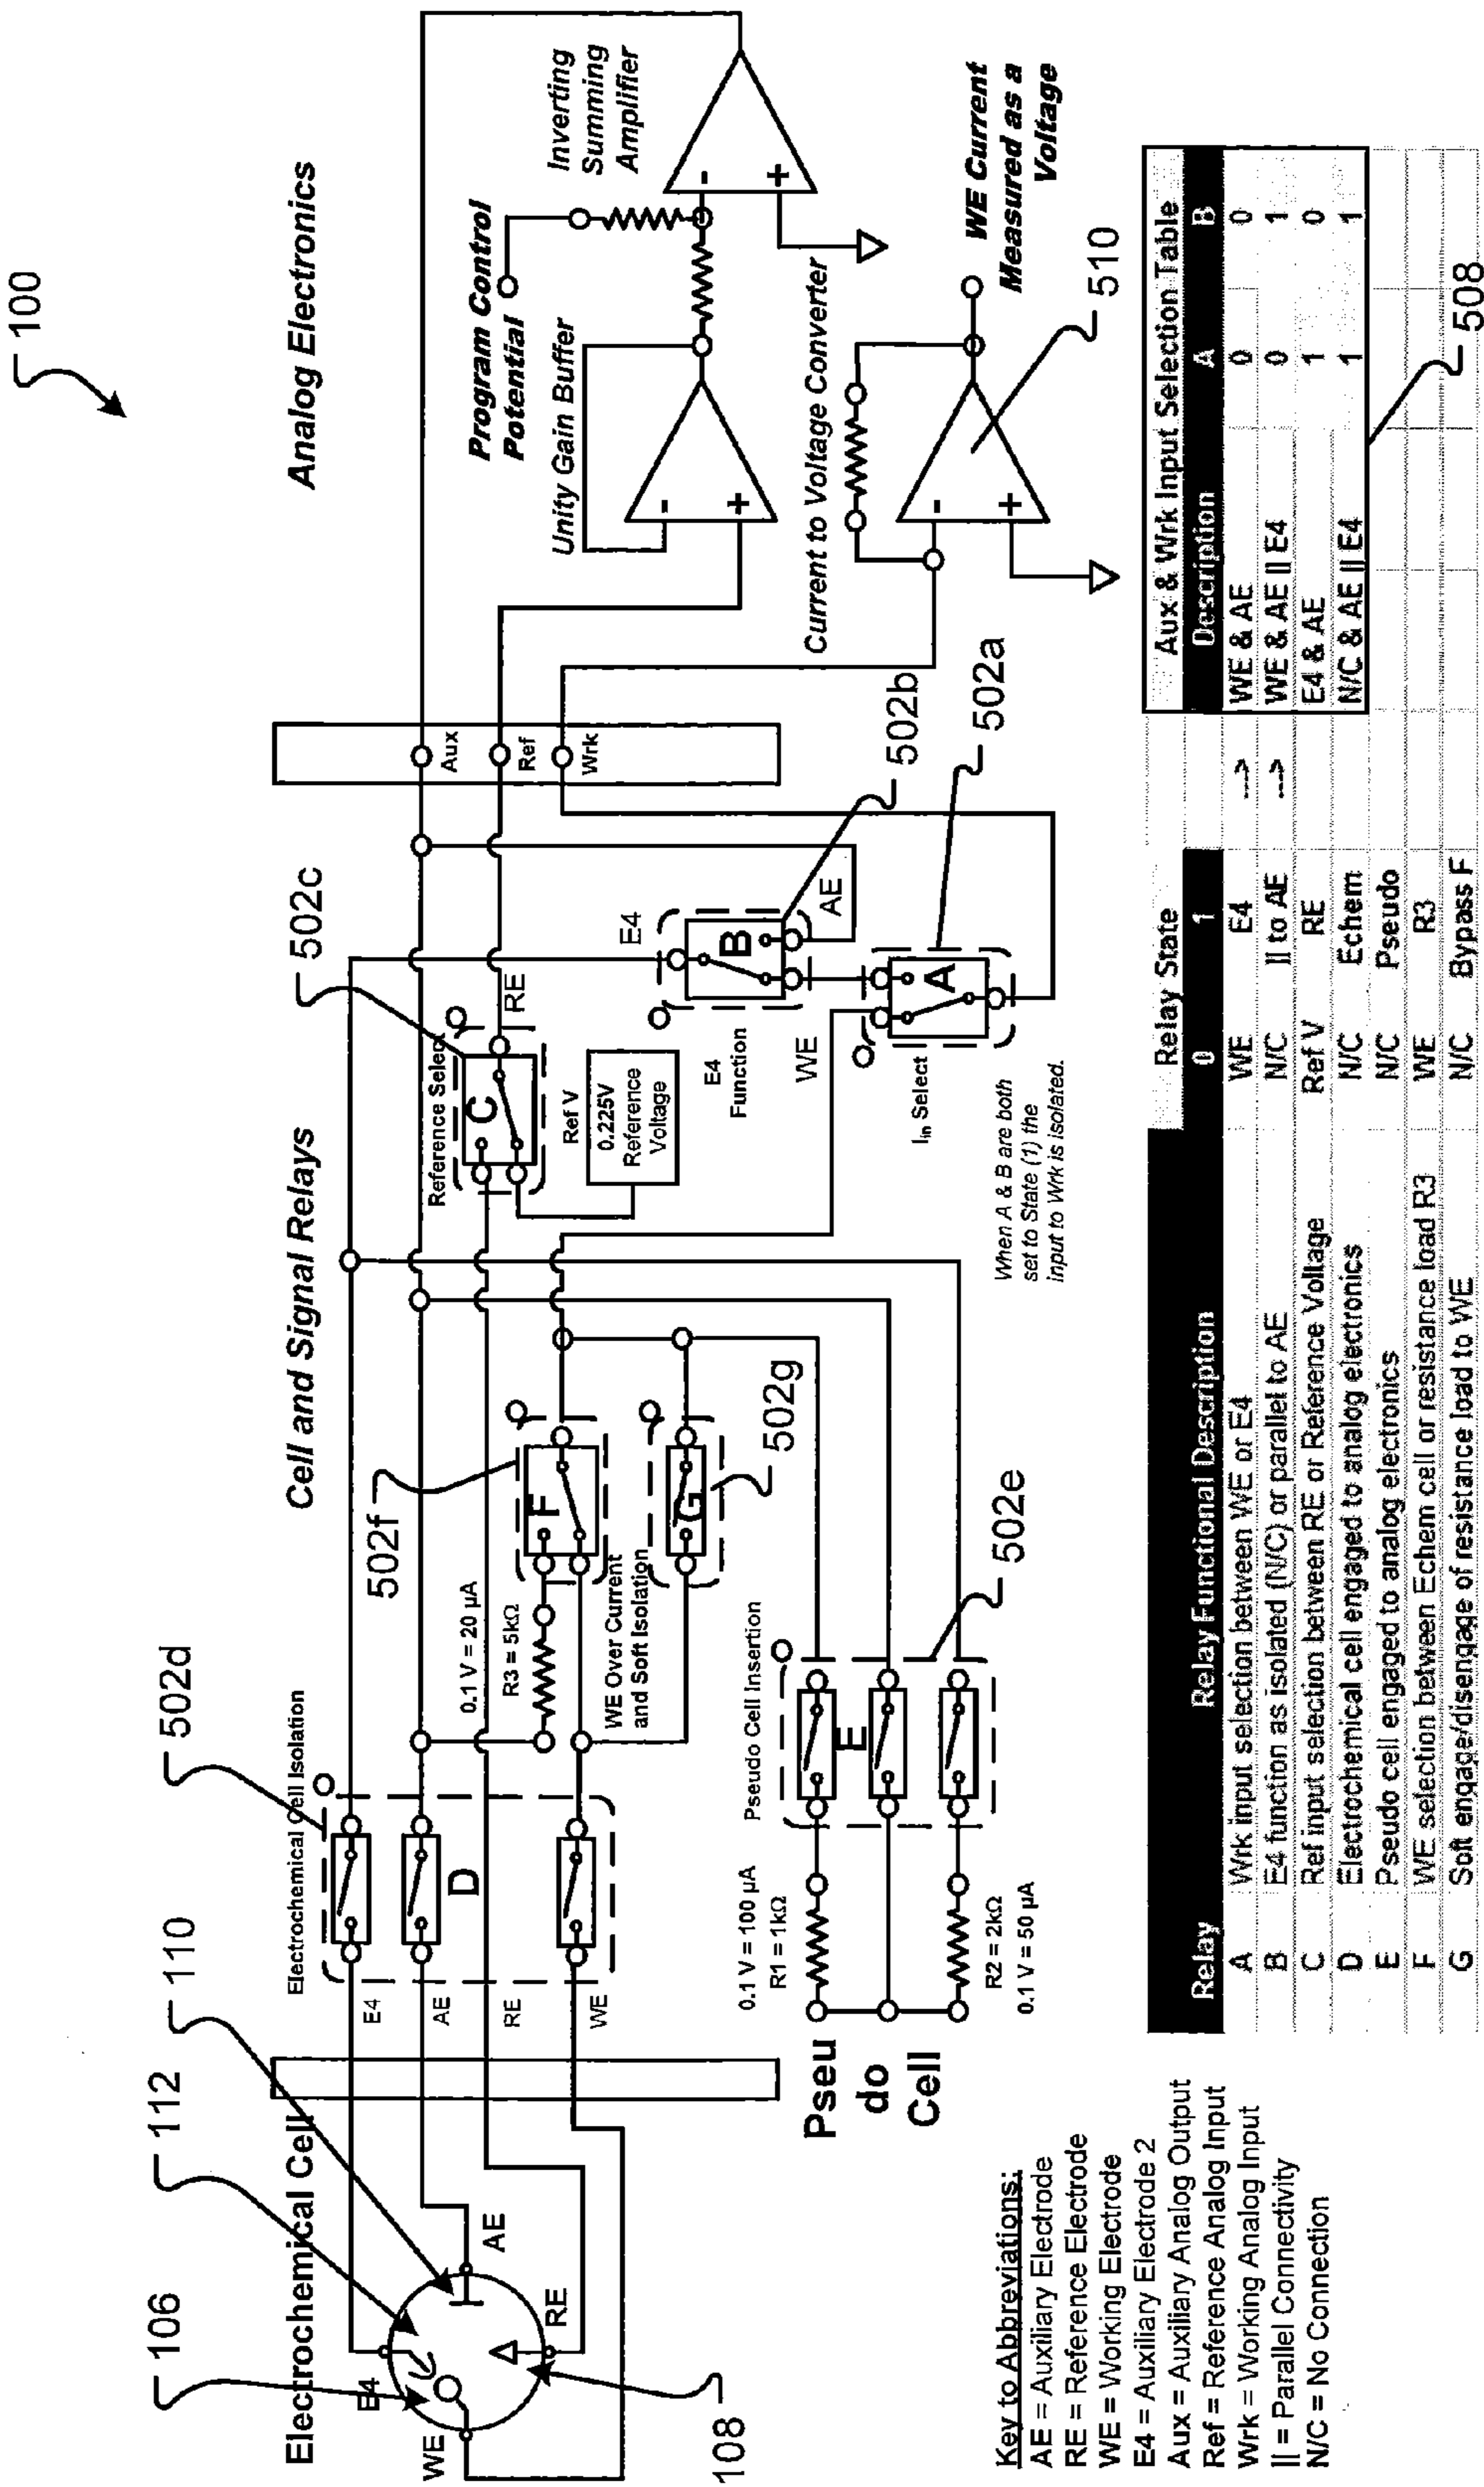 100
Electrochemical Cell
Cell and Signal Relays
Analog Electronics
106
112
110
502d
502f
502c
E4
WE
AE
RE
108
Electrochemical Cell Isolation
E4
AE
RE
WE
D
0.1 V = 20 µA
R3 = 5kΩ
WE Over Current
and Soft Isolation
F
G
502g
Reference Select
C
RE
Ref V
0.225V
Reference
Voltage
E4
E4
Function
B
AE
502b
WE
A
I in Select
502a
When A & B are both
set to State (1) the
input to Wrk is isolated.
Aux
Ref
Wrk
Program Control
Potential
Unity Gain Buffer
-
+
Inverting
Summing
Amplifier
-
+
Current to Voltage Converter
-
+
WE Current
Measured as a
Voltage
510
Pseudo Cell Insertion
E
502e
0.1 V = 100 µA
R1 = 1kΩ
R2 = 2kΩ
0.1 V = 50 µA
Pseu
do
Cell
Key to Abbreviations:
AE = Auxiliary Electrode
RE = Reference Electrode
WE = Working Electrode
E4 = Auxiliary Electrode 2
Aux = Auxiliary Analog Output
Ref = Reference Analog Input
Wrk = Working Analog Input
|| = Parallel Connectivity
N/C = No Connection
Relay State
Aux & Wrk Input Selection Table
Relay Relay Functional Description 0 1 Description A B
A Wrk input selection between WE or E4 WE E4 ---> WE & AE 0 0
B E4 function as isolated (N/C) or parallel to AE N/C || to AE ---> WE & AE || E4 0 1
C Ref input selection between RE or Reference Voltage Ref V RE E4 & AE 1 0
D Electrochemical cell engaged to analog electronics N/C Echem N/C & AE || E4 1 1
E Pseudo cell engaged to analog electronics N/C Pseudo
F WE selection between Echem cell or resistance load R3 WE R3
G Soft engage/disengage of resistance load to WE N/C Bypass F
508